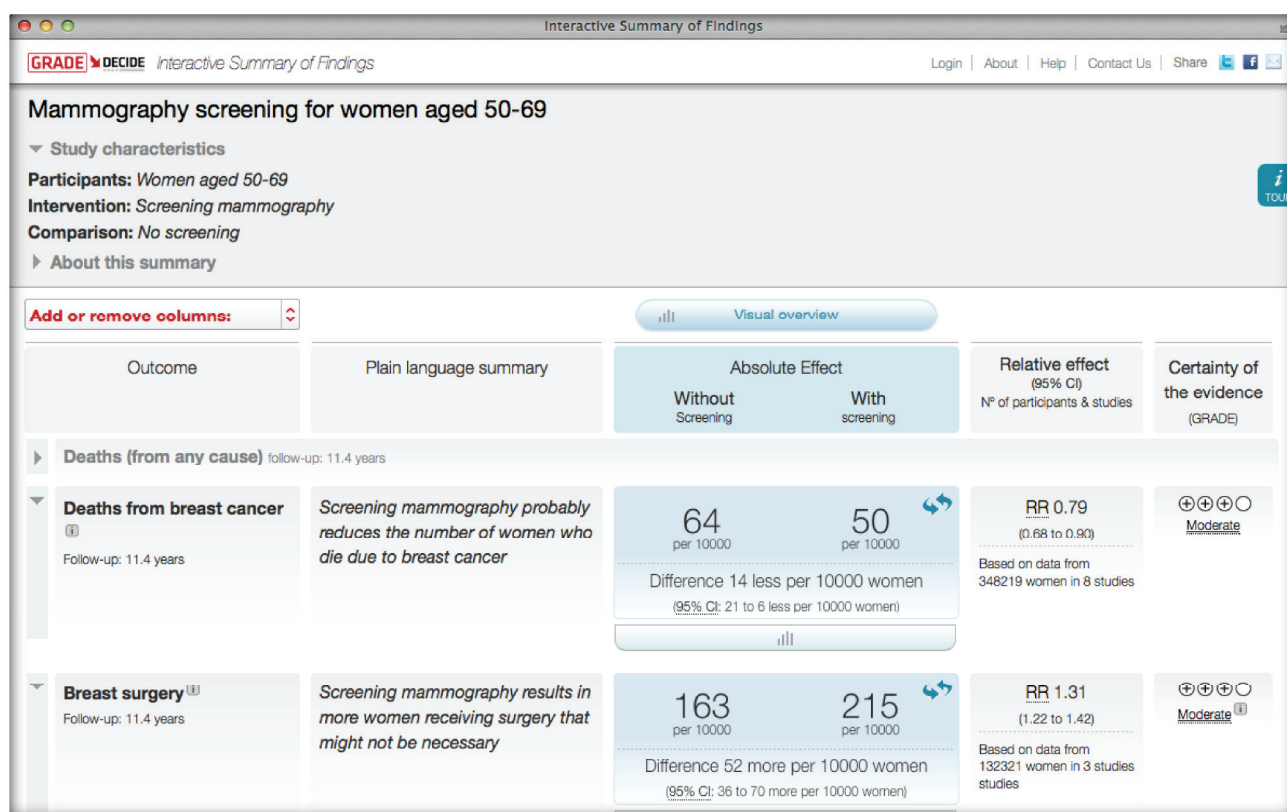 Interactive Summary of Findings
GRADE DECIDE Interactive Summary of Findings
Login | About | Help | Contact Us | Share
Mammography screening for women aged 50-69
Study characteristics
Participants: Women aged 50-69
Intervention: Screening mammography
Comparison: No screening
About this summary
i
TOU
Add or remove columns:
Visual overview
Outcome
Plain language summary
Absolute Effect
Without
Screening
With
screening
Relative effect
(95% CI)
Nº of participants & studies
Certainty of
the evidence
(GRADE)
Deaths (from any cause) follow-up: 11.4 years
Deaths from breast cancer
i
Follow-up: 11.4 years
Screening mammography probably
reduces the number of women who
die due to breast cancer
64
per 10000
50
per 10000
Difference 14 less per 10000 women
(95% CI: 21 to 6 less per 10000 women)
RR 0.79
(0.68 to 0.90)
Based on data from
348219 women in 8 studies
Moderate
Breast surgery i
Follow-up: 11.4 years
Screening mammography results in
more women receiving surgery that
might not be necessary
163
per 10000
215
per 10000
Difference 52 more per 10000 women
(95% CI: 36 to 70 more per 10000 women)
RR 1.31
(1.22 to 1.42)
Based on data from
132321 women in 3 studies
studies
Moderate i